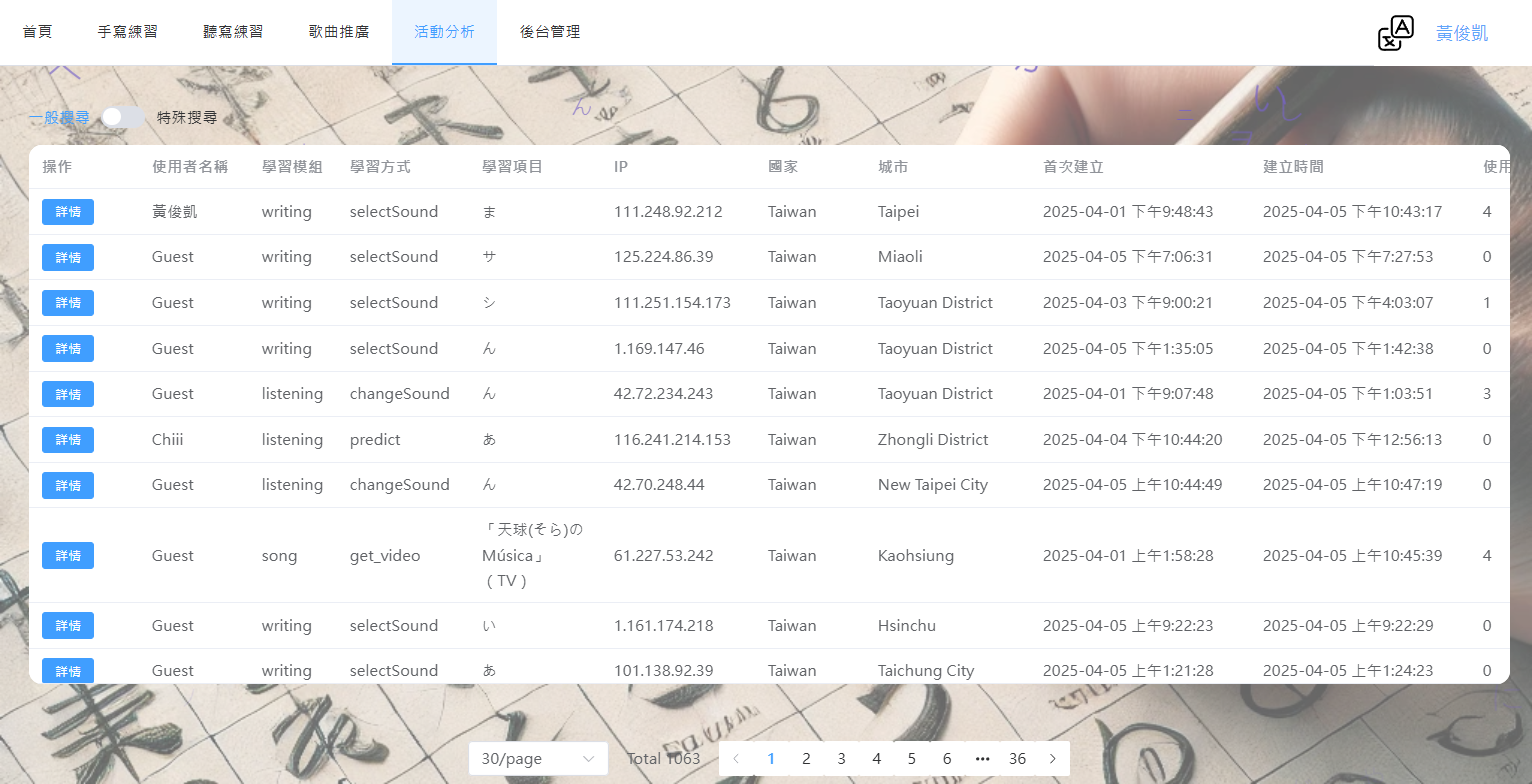 首頁 手寫練習 聽寫練習 歌曲推廣 活動分析 後台管理 黃俊凱
一般搜尋 特殊搜尋
操作 使用者名稱 學習模組 學習方式 學習項目 IP 國家 城市 首次建立 建立時間 使用
詳情 黃俊凱 writing selectSound ま 111.248.92.212 Taiwan Taipei 2025-04-01 下午9:48:43 2025-04-05 下午10:43:17 4
詳情 Guest writing selectSound サ 125.224.86.39 Taiwan Miaoli 2025-04-05 下午7:06:31 2025-04-05 下午7:27:53 0
詳情 Guest writing selectSound シ 111.251.154.173 Taiwan Taoyuan District 2025-04-03 下午9:00:21 2025-04-05 下午4:03:07 1
詳情 Guest writing selectSound ん 1.169.147.46 Taiwan Taoyuan District 2025-04-05 下午1:35:05 2025-04-05 下午1:42:38 0
詳情 Guest listening changeSound ん 42.72.234.243 Taiwan Taoyuan District 2025-04-01 下午9:07:48 2025-04-05 下午1:03:51 3
詳情 Chiii listening predict あ 116.241.214.153 Taiwan Zhongli District 2025-04-04 下午10:44:20 2025-04-05 下午12:56:13 0
詳情 Guest listening changeSound ん 42.70.248.44 Taiwan New Taipei City 2025-04-05 上午10:44:49 2025-04-05 上午10:47:19 0
詳情 Guest song get_video 「天球(そら)の Música」 （TV） 61.227.53.242 Taiwan Kaohsiung 2025-04-01 上午1:58:28 2025-04-05 上午10:45:39 4
詳情 Guest writing selectSound い 1.161.174.218 Taiwan Hsinchu 2025-04-05 上午9:22:23 2025-04-05 上午9:22:29 0
詳情 Guest writing selectSound あ 101.138.92.39 Taiwan Taichung City 2025-04-05 上午1:21:28 2025-04-05 上午1:24:23 0
30/page Total 1063 1 2 3 4 5 6 ••• 36